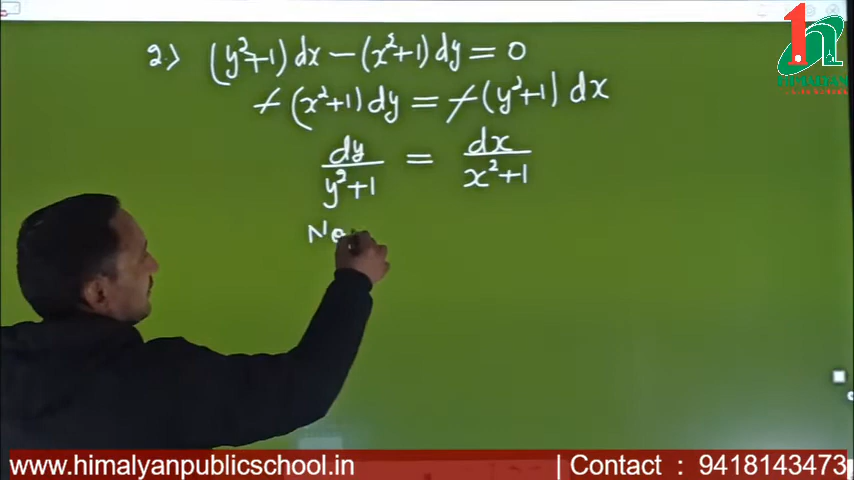 2.> (y²+1) dx − (x²+1) dy = 0
−(x²+1) dy = −(y²+1) dx
dy/(y²+1) = dx/(x²+1)
HIMALYAN
www.himalyanpublicschool.in | Contact : 9418143473